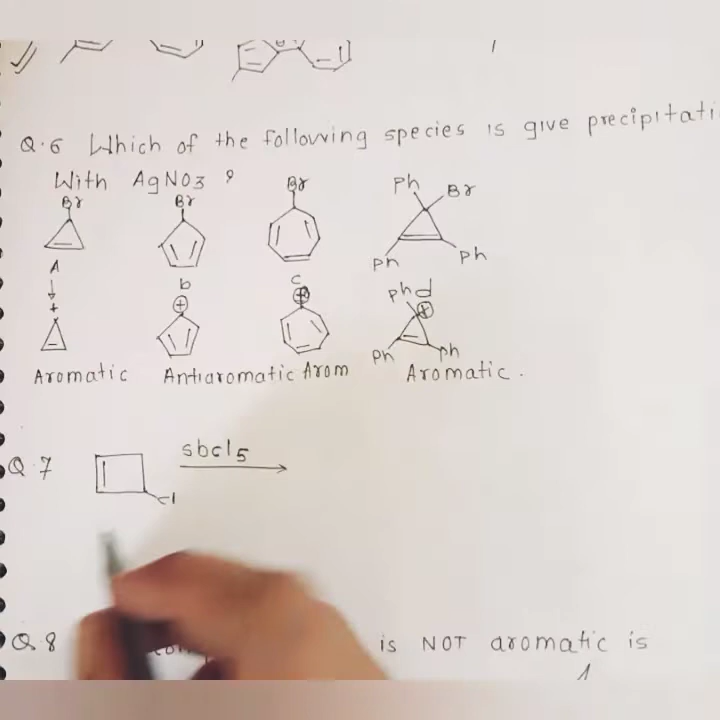 Q.6 Which of the following species is give precipitati
With AgNO3 ?
Br Br Br Ph Br
Ph Ph
A b c d
+ ⊕ ⊕ Ph ⊕
Ph Ph
Aromatic Antiaromatic Arom Aromatic.
Q.7 sbcl5
cl
Q.8 is NOT aromatic is